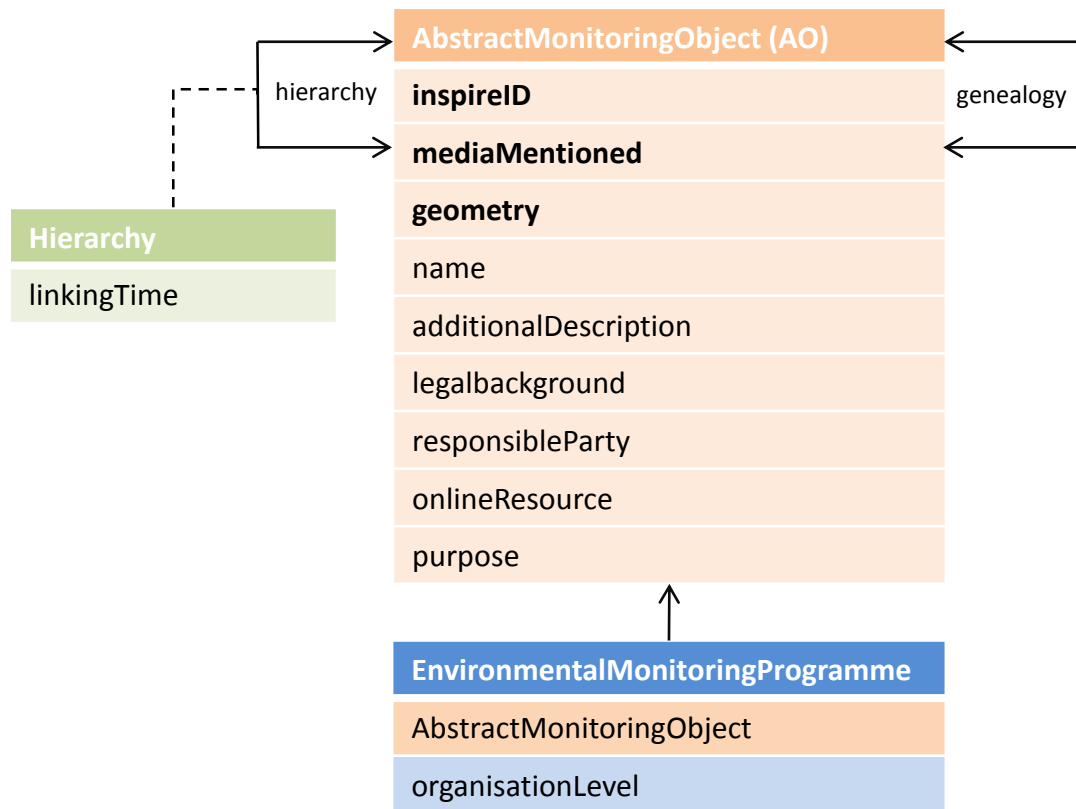 AbstractMonitoringObject (AO)
hierarchy
inspireID
genealogy
mediaMentioned
geometry
Hierarchy
name
linkingTime
additionalDescription
legalbackground
responsibleParty
onlineResource
purpose
EnvironmentalMonitoringProgramme
AbstractMonitoringObject
organisationLevel